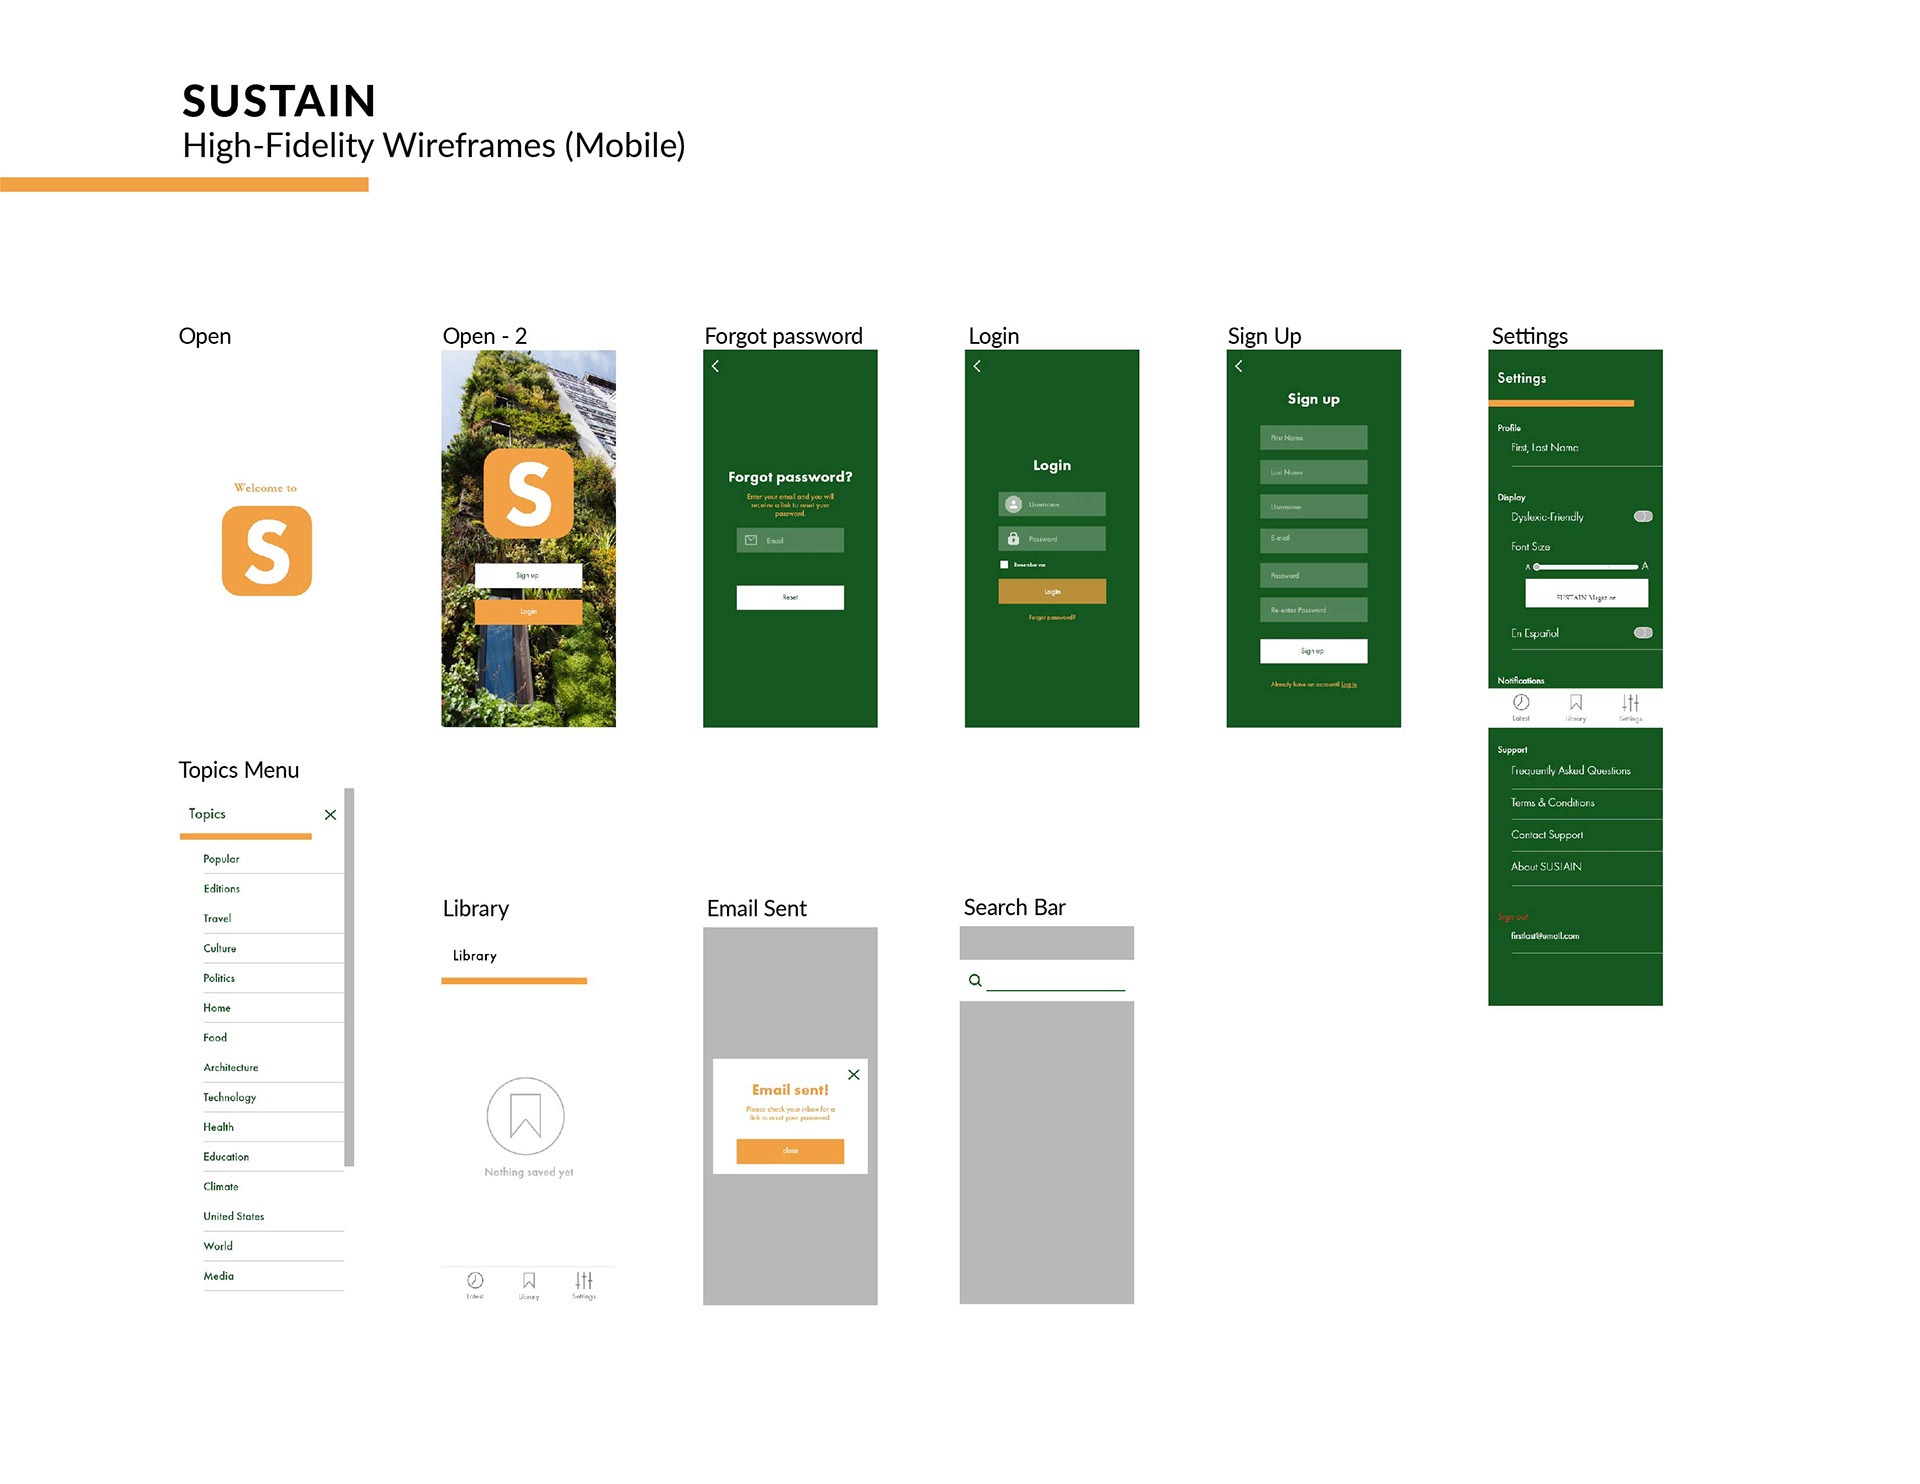 SUSTAIN
High-Fidelity Wireframes (Mobile)
Open
Welcome to
S
Open - 2
S
Sign up
Login
Forgot password
Forgot password?
Enter your email and you will
receive a link to reset your
password.
Email
Reset
Login
Login
Username
Password
Remember me
Login
Forgot password?
Sign Up
Sign up
First Name
Last Name
Username
E-mail
Password
Re-enter Password
Sign up
Already have an account? Log in
Settings
Settings
Profile
First, Last Name
Display
Dyslexic-Friendly
Font Size
A A
SUSTAIN Magazine
En Español
Notifications
Latest Library Settings
Support
Frequently Asked Questions
Terms & Conditions
Contact Support
About SUSTAIN
Sign out
firstlast@email.com
Topics Menu
Topics
Popular
Editions
Travel
Culture
Politics
Home
Food
Architecture
Technology
Health
Education
Climate
United States
World
Media
Library
Library
Nothing saved yet
Latest Library Settings
Email Sent
Email sent!
Please check your inbox for a
link to reset your password.
close
Search Bar